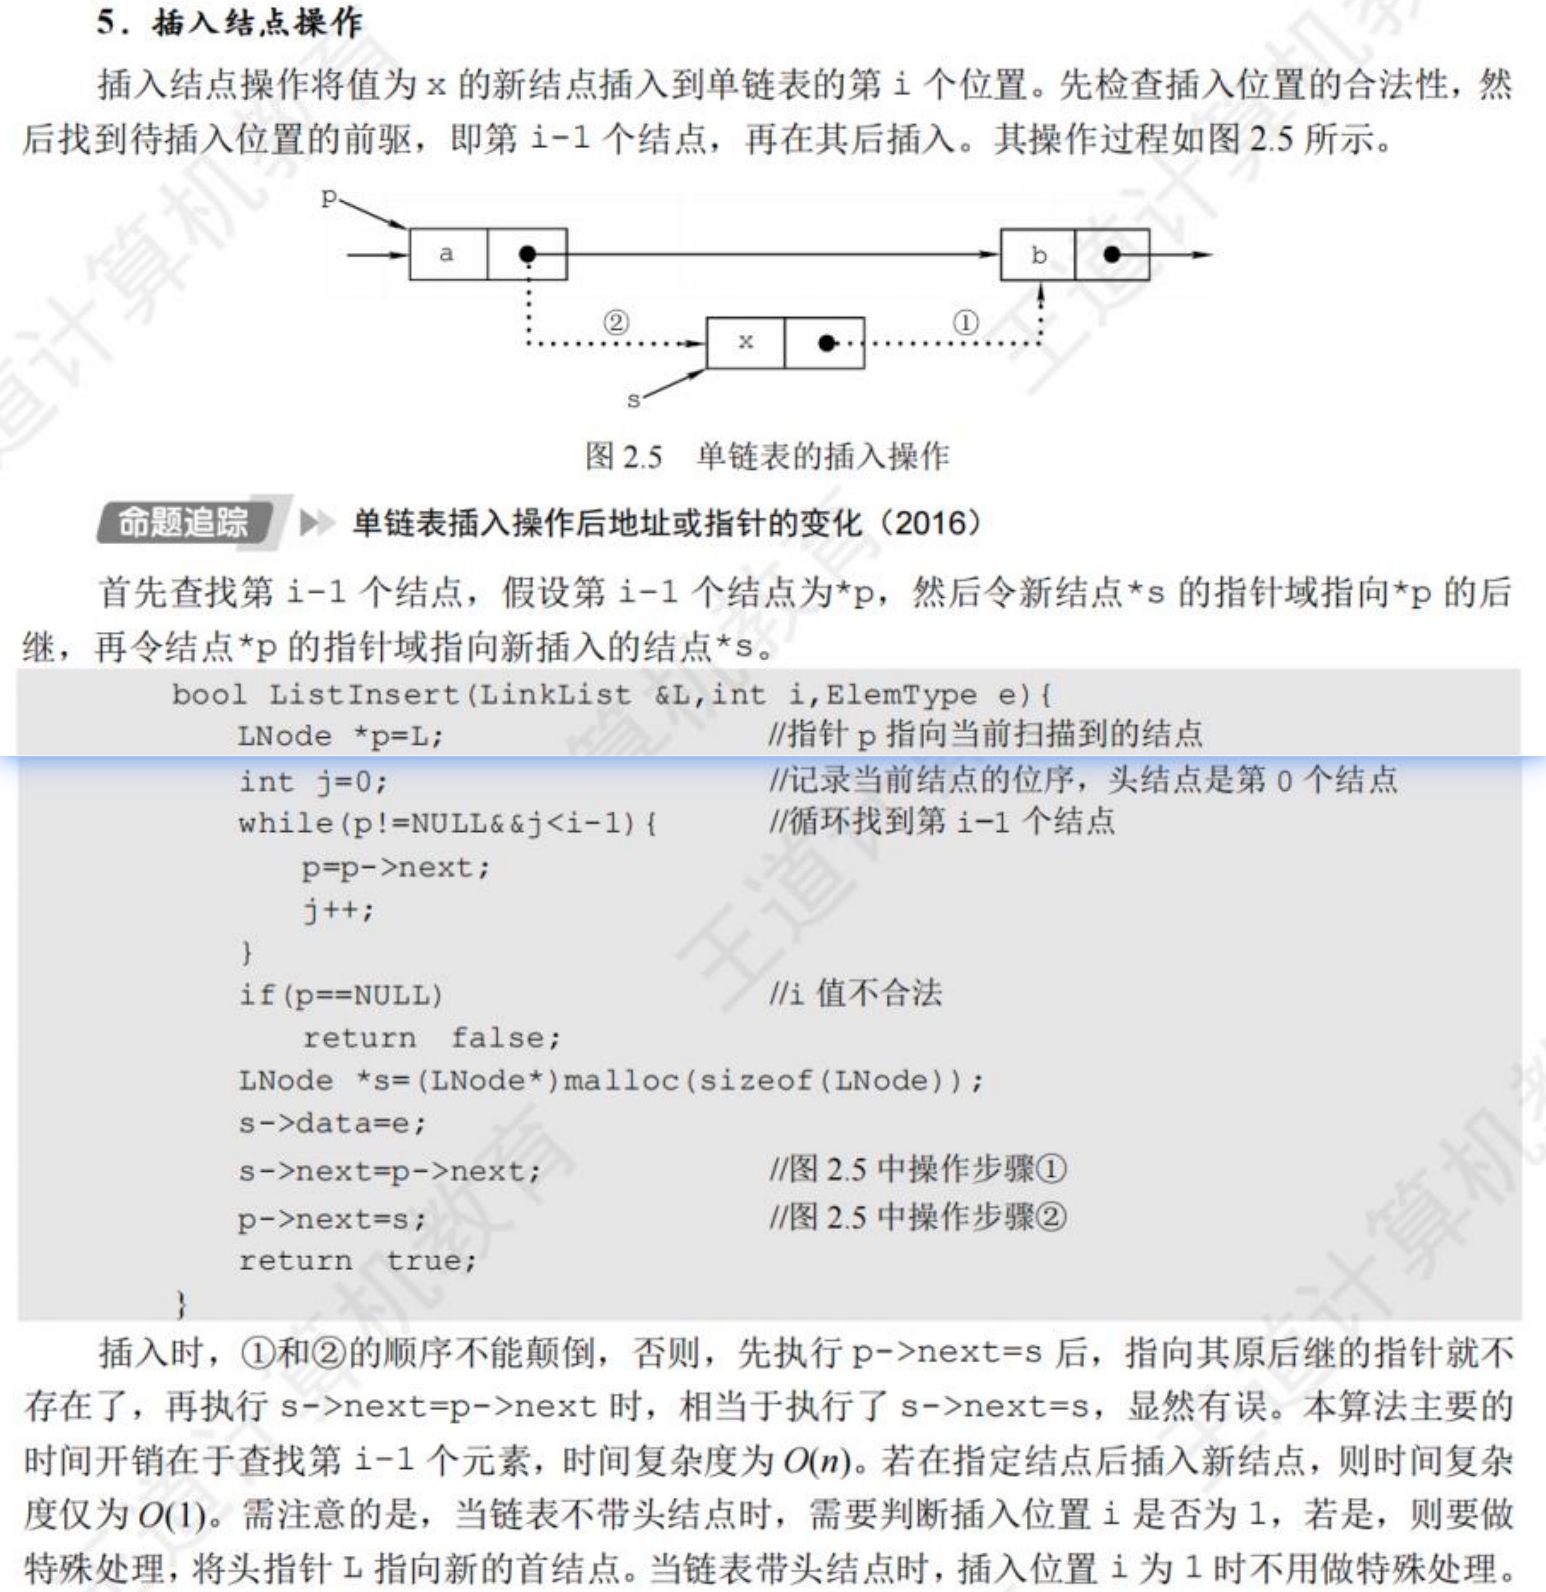 5．插入结点操作
插入结点操作将值为 x 的新结点插入到单链表的第 i 个位置。先检查插入位置的合法性，然
后找到待插入位置的前驱，即第 i-1 个结点，再在其后插入。其操作过程如图 2.5 所示。
p
a
b
②
x
①
s
图 2.5　单链表的插入操作
命题追踪 单链表插入操作后地址或指针的变化（2016）
首先查找第 i-1 个结点，假设第 i-1 个结点为*p，然后令新结点*s 的指针域指向*p 的后
继，再令结点*p 的指针域指向新插入的结点*s。
bool ListInsert(LinkList &L,int i,ElemType e){
LNode *p=L; //指针 p 指向当前扫描到的结点
int j=0; //记录当前结点的位序，头结点是第 0 个结点
while(p!=NULL&&j<i-1){ //循环找到第 i-1 个结点
p=p->next;
j++;
}
if(p==NULL) //i 值不合法
return false;
LNode *s=(LNode*)malloc(sizeof(LNode));
s->data=e;
s->next=p->next; //图 2.5 中操作步骤①
p->next=s; //图 2.5 中操作步骤②
return true;
}
插入时，①和②的顺序不能颠倒，否则，先执行 p->next=s 后，指向其原后继的指针就不
存在了，再执行 s->next=p->next 时，相当于执行了 s->next=s，显然有误。本算法主要的
时间开销在于查找第 i-1 个元素，时间复杂度为 O(n)。若在指定结点后插入新结点，则时间复杂
度仅为 O(1)。需注意的是，当链表不带头结点时，需要判断插入位置 i 是否为 1，若是，则要做
特殊处理，将头指针 L 指向新的首结点。当链表带头结点时，插入位置 i 为 1 时不用做特殊处理。
王道计算机教育